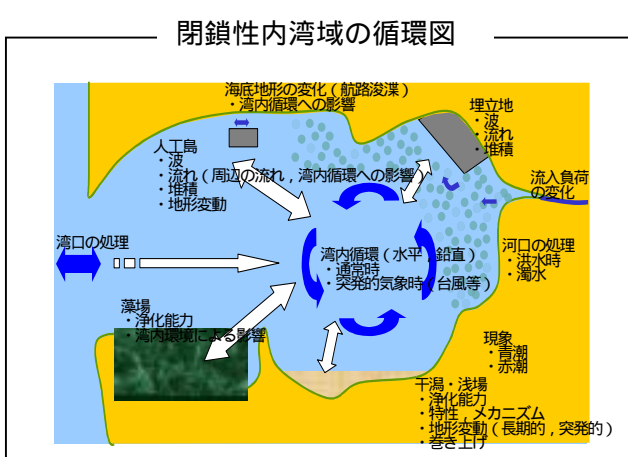 閉鎖性内湾域の循環図
海底地形の変化(航路浚渫)
・湾内循環への影響
埋立地
・波
・流れ
・堆積
人工島
・波
・流れ(周辺の流れ,湾内循環への影響)
・堆積
・地形変動
流入負荷
の変化
湾口の処理
湾内循環(水平,鉛直)
・通常時
・突発的気象時(台風等)
河口の処理
・洪水時
・濁水
藻場
・浄化能力
・湾内環境による影響
現象
・青潮
・赤潮
干潟・浅場
・浄化能力
・特性,メカニズム
・地形変動(長期的,突発的)
・巻き上げ